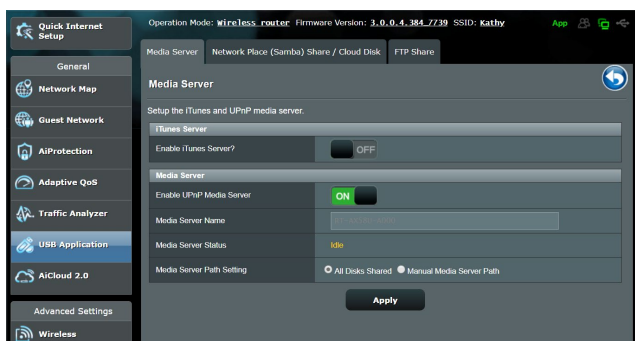 Quick Internet
Setup
Operation Mode: Wireless router Firmware Version: 3.0.0.4.384_7739 SSID: Kathy
App
Media Server
Network Place (Samba) Share / Cloud Disk
FTP Share
General
Network Map
Guest Network
AiProtection
Adaptive QoS
Traffic Analyzer
USB Application
AiCloud 2.0
Advanced Settings
Wireless
Media Server
Setup the iTunes and UPnP media server.
iTunes Server
Enable iTunes Server?
OFF
Media Server
Enable UPnP Media Server
ON
Media Server Name
Media Server Status
Idle
Media Server Path Setting
All Disks Shared
Manual Media Server Path
Apply